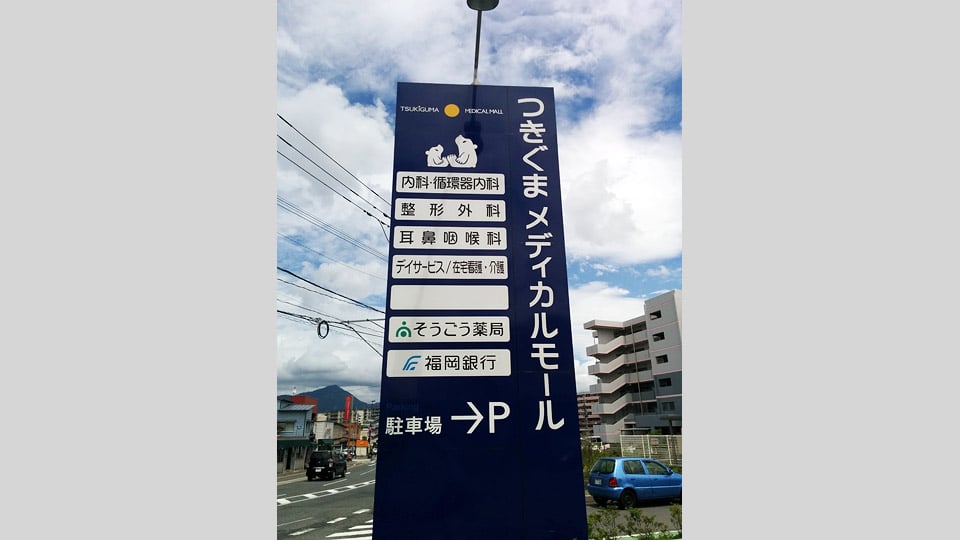 TSUKIGUMA MEDICAL MALL
つきぐま メディカルモール
内科・循環器内科
整形外科
耳鼻咽喉科
デイサービス/在宅看護・介護
そうごう薬局
福岡銀行
駐車場 →P